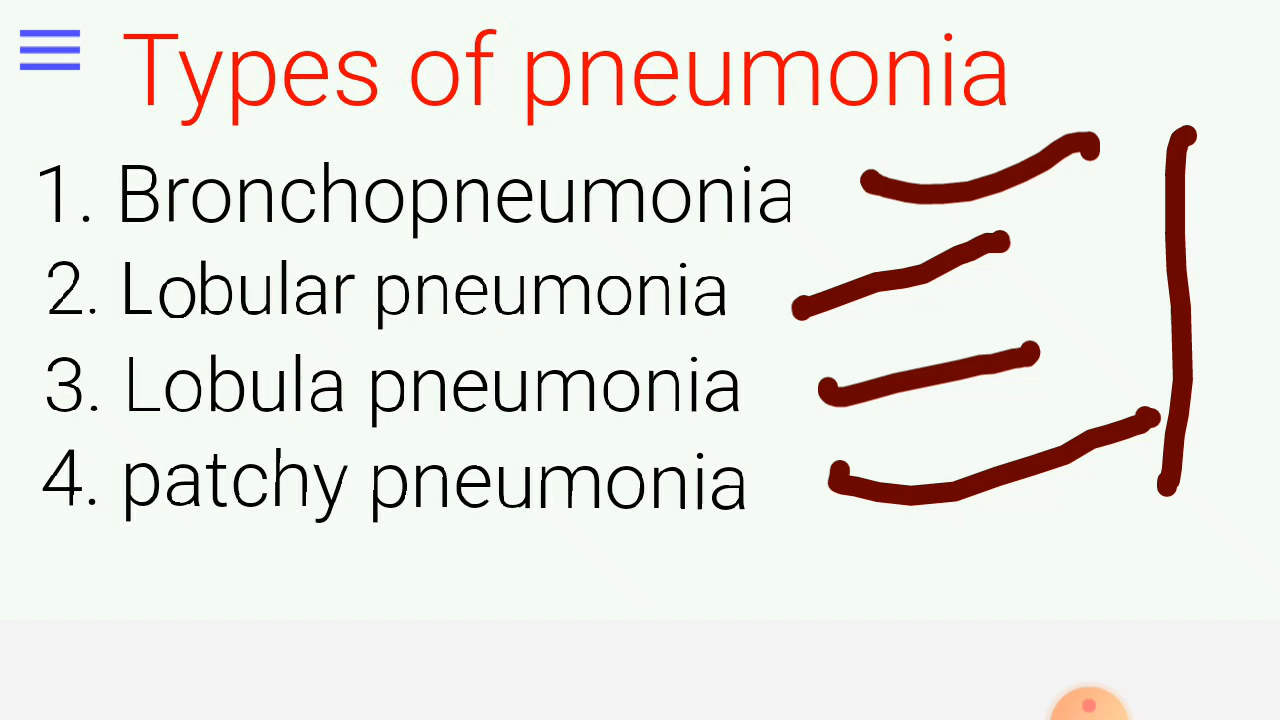 Types of pneumonia
1. Bronchopneumonia
2. Lobular pneumonia
3. Lobula pneumonia
4. patchy pneumonia